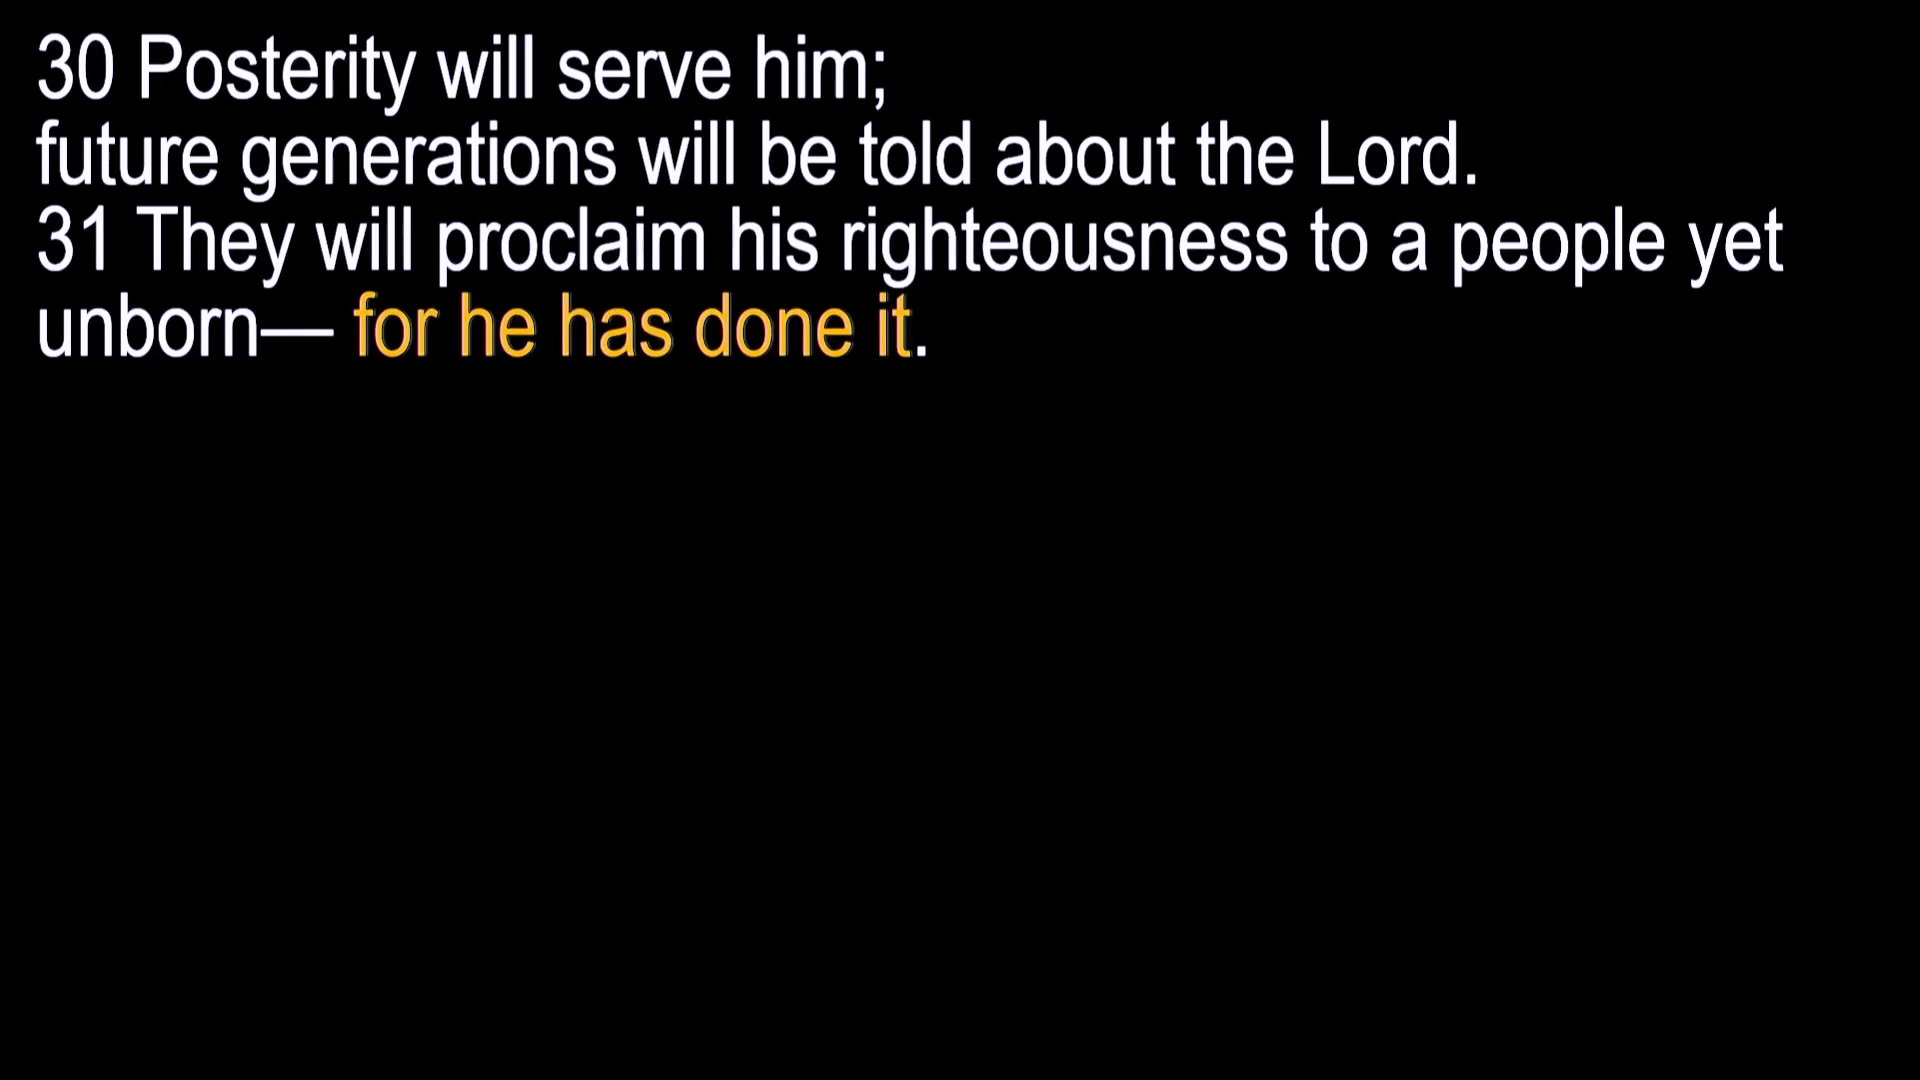 30 Posterity will serve him;
future generations will be told about the Lord.
31 They will proclaim his righteousness to a people yet
unborn— for he has done it.